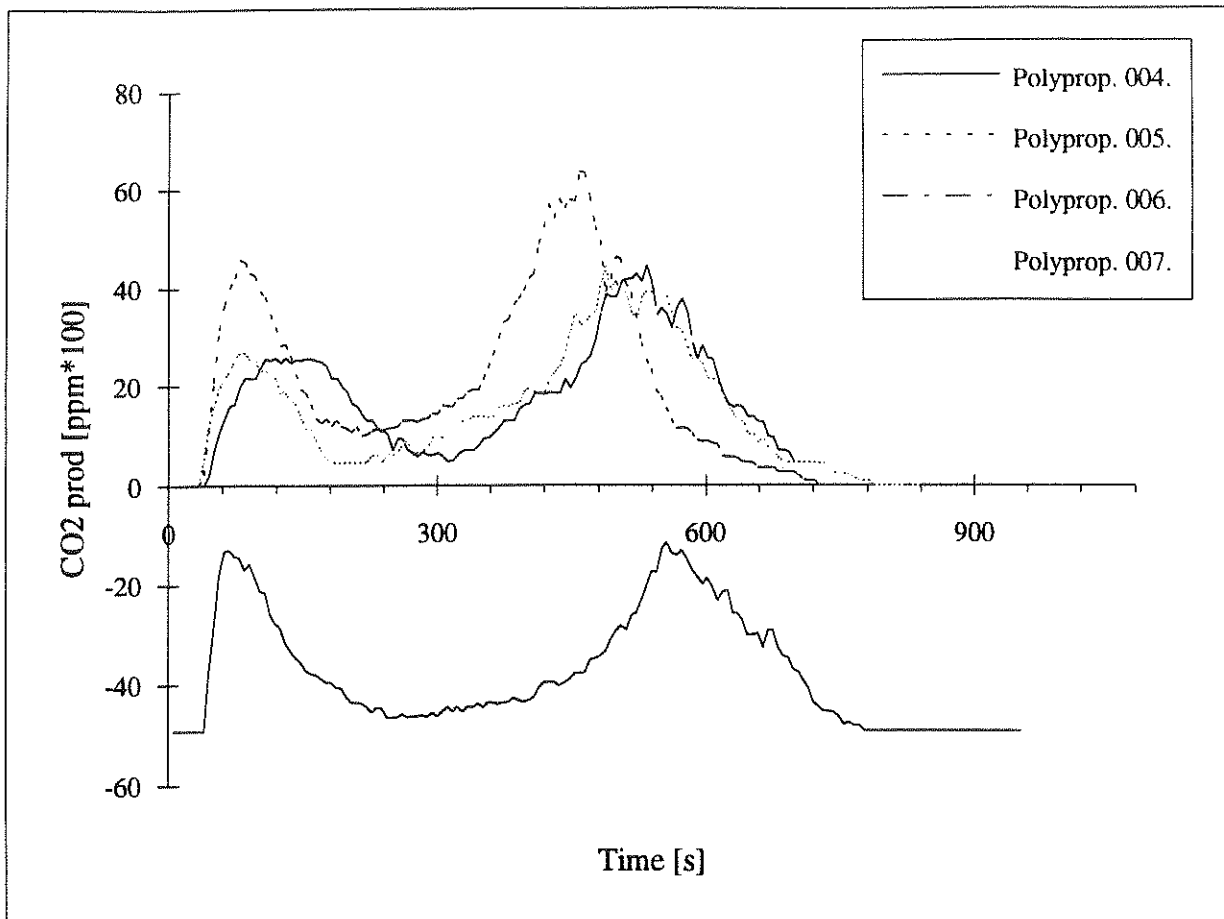 Polyprop. 004.
Polyprop. 005.
Polyprop. 006.
Polyprop. 007.
CO2 prod [ppm*100]
80
60
40
20
0
-20
-40
-60
0 300 600 900
Time [s]